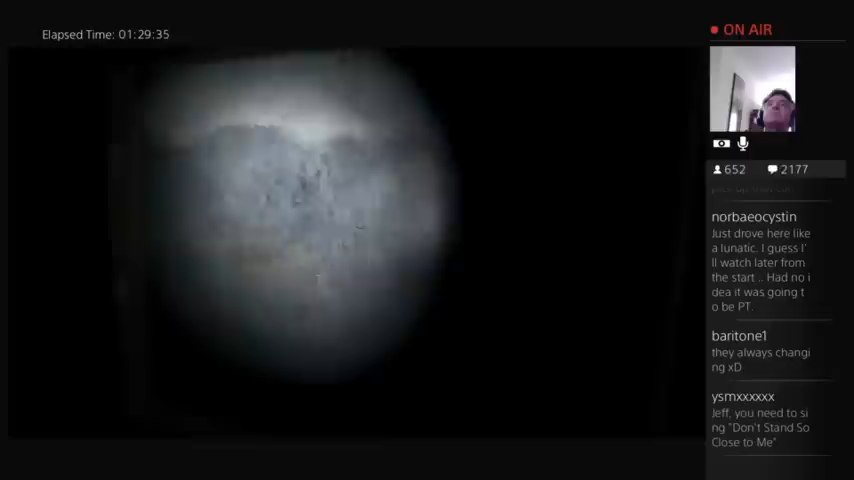 Elapsed Time: 01:29:35
ON AIR
652 2177
norbaeocystin
Just drove here like
a lunatic. I guess I'
ll watch later from
the start .. Had no i
dea it was going t
o be PT.
baritone1
they always changi
ng xD
ysmxxxxxx
Jeff, you need to si
ng "Don't Stand So
Close to Me"